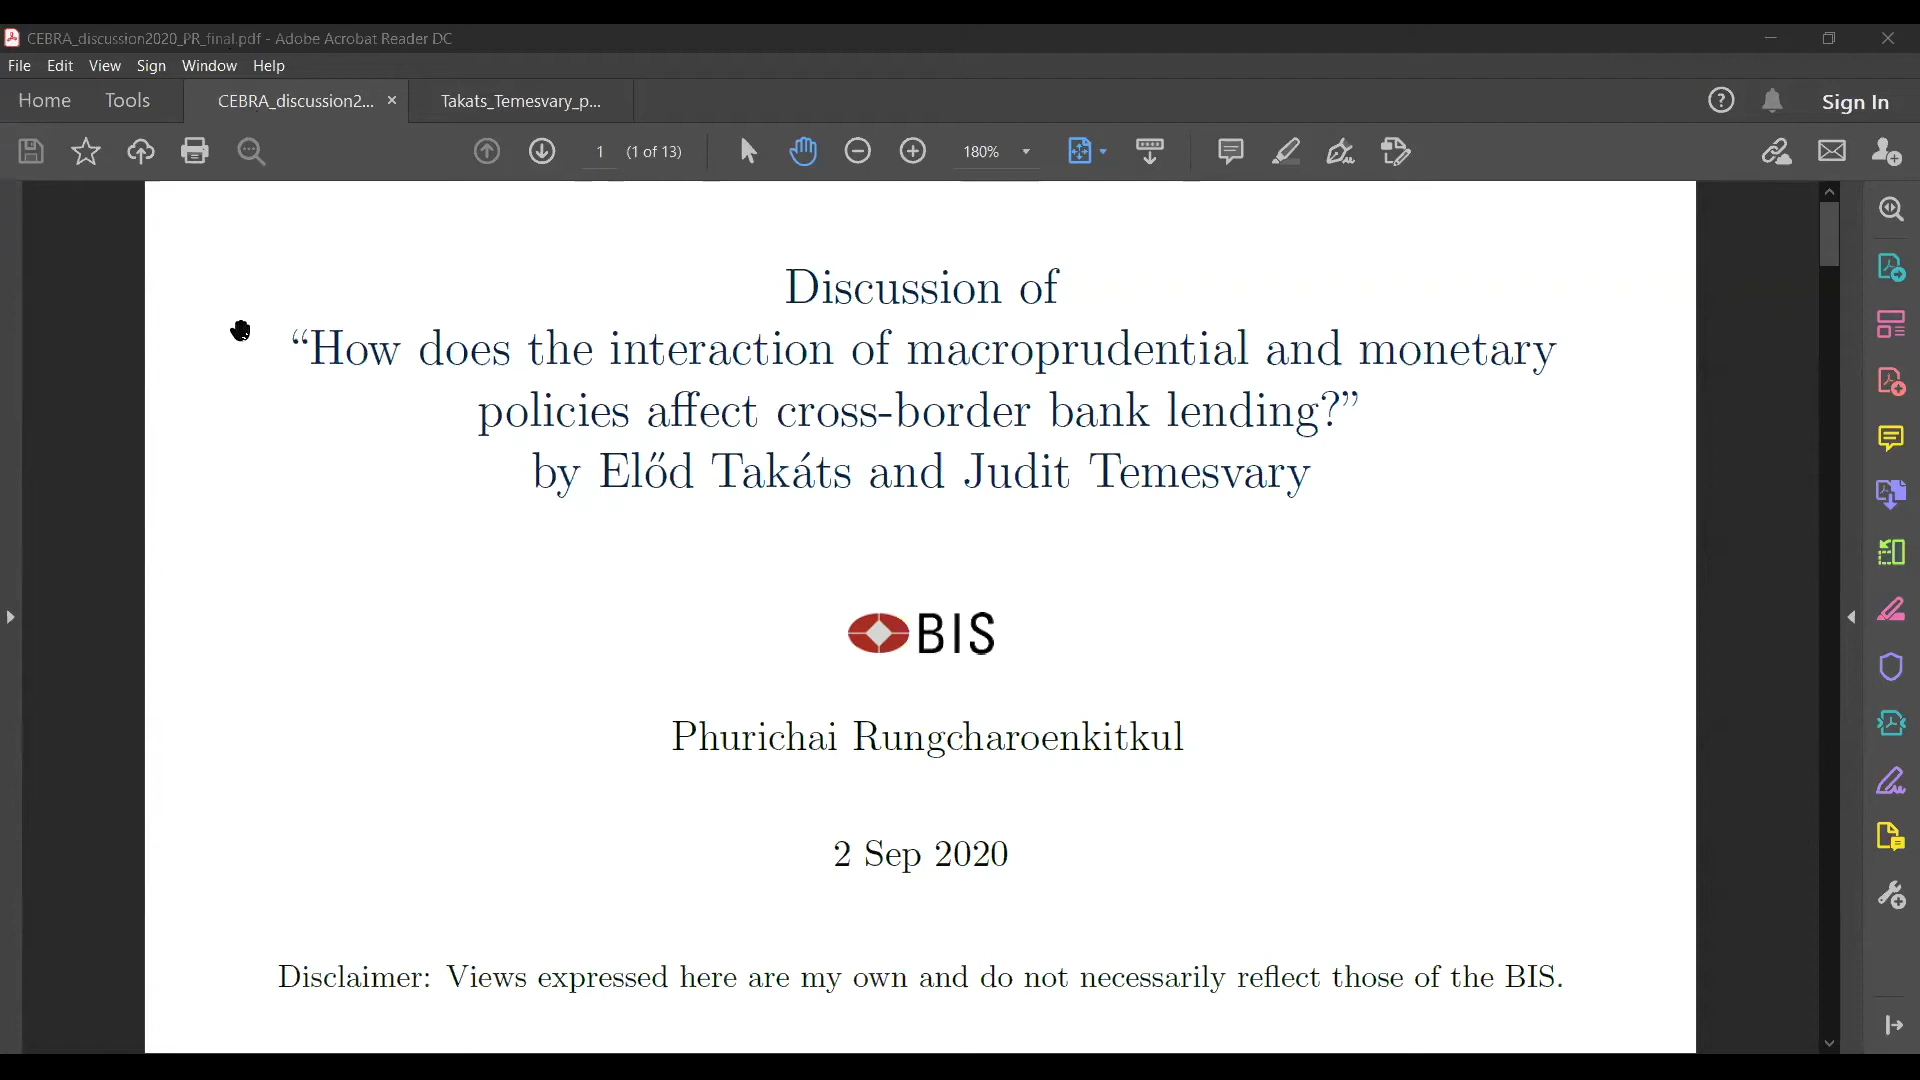 CEBRA_discussion2020_PR_final.pdf - Adobe Acrobat Reader DC
File Edit View Sign Window Help
Home Tools CEBRA_discussion2... × Takats_Temesvary_p... Sign In
1 (1 of 13) 180%
Discussion of
“How does the interaction of macroprudential and monetary
policies affect cross-border bank lending?”
by Előd Takáts and Judit Temesvary
BIS
Phurichai Rungcharoenkitkul
2 Sep 2020
Disclaimer: Views expressed here are my own and do not necessarily reflect those of the BIS.